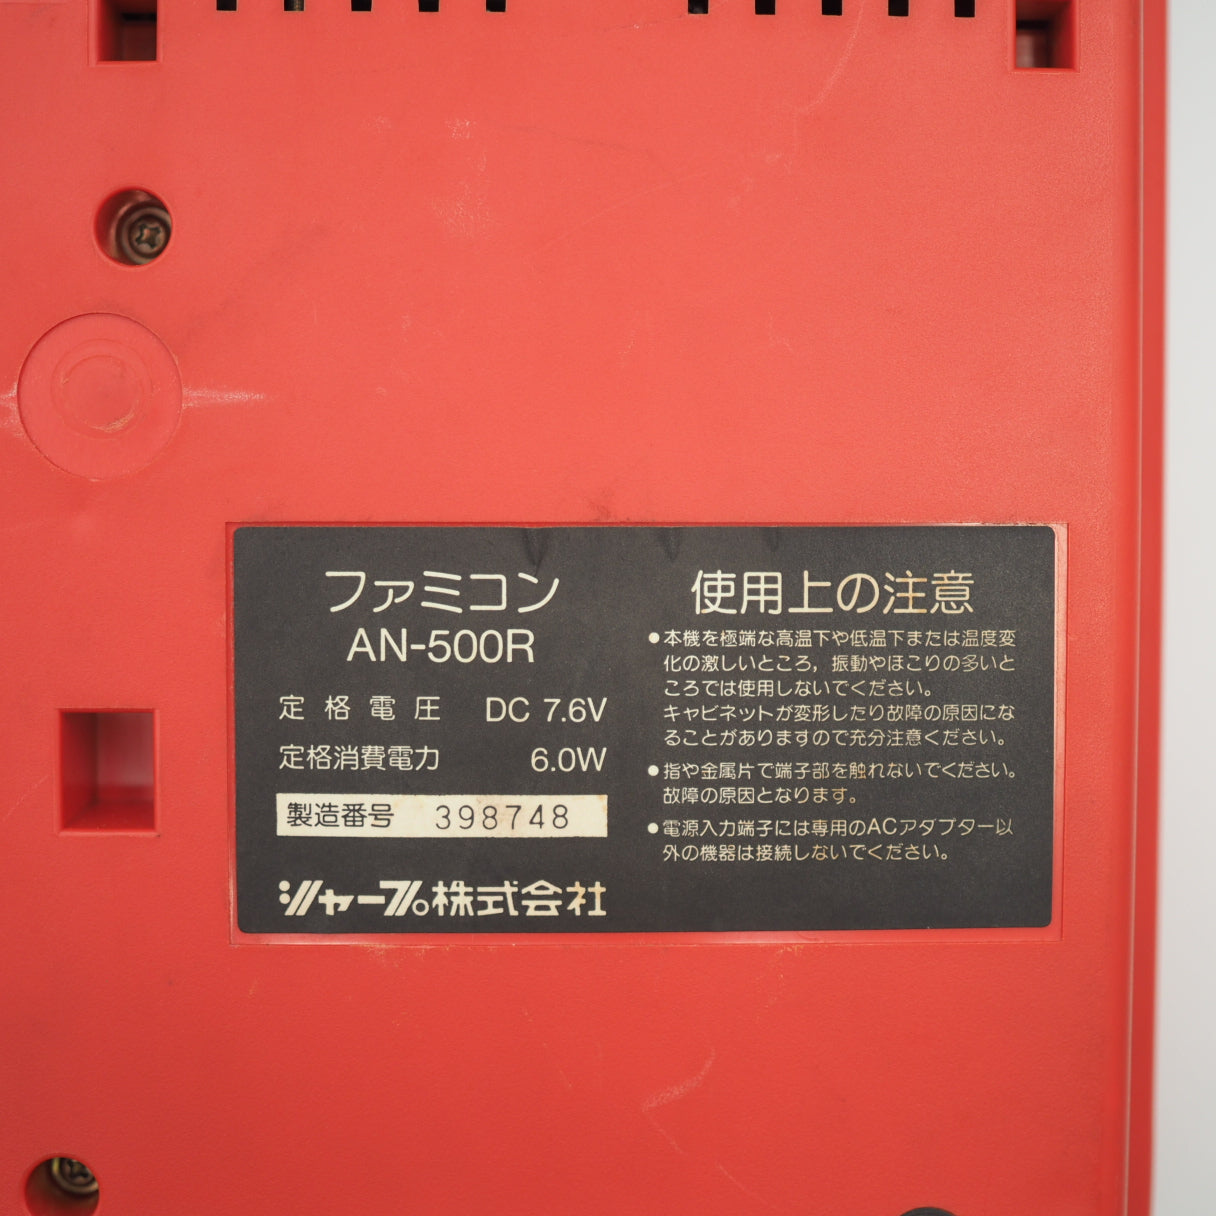 ファミコン
AN-500R
定格電圧 DC 7.6V
定格消費電力 6.0W
製造番号 398748
シャープ株式会社
使用上の注意
●本機を極端な高温下や低温下または温度変
化の激しいところ，振動やほこりの多いと
ころでは使用しないでください。
キャビネットが変形したり故障の原因にな
ることがありますので充分注意ください。
●指や金属片で端子部を触れないでください。
故障の原因となります。
●電源入力端子には専用のACアダプター以
外の機器は接続しないでください。